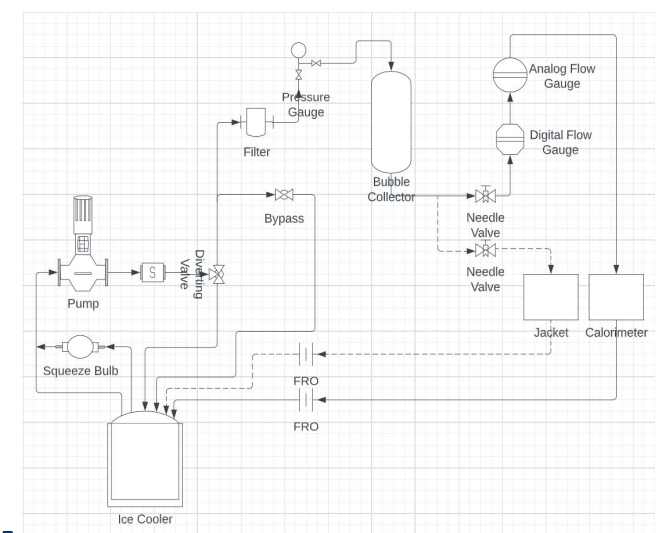 Analog Flow
Gauge
Pressure
Gauge
Digital Flow
Gauge
Filter
Bubble
Collector
Bypass
Needle
Valve
Diverting
Valve
S
Needle
Valve
Pump
Jacket
Calorimeter
Squeeze Bulb
FRO
FRO
Ice Cooler